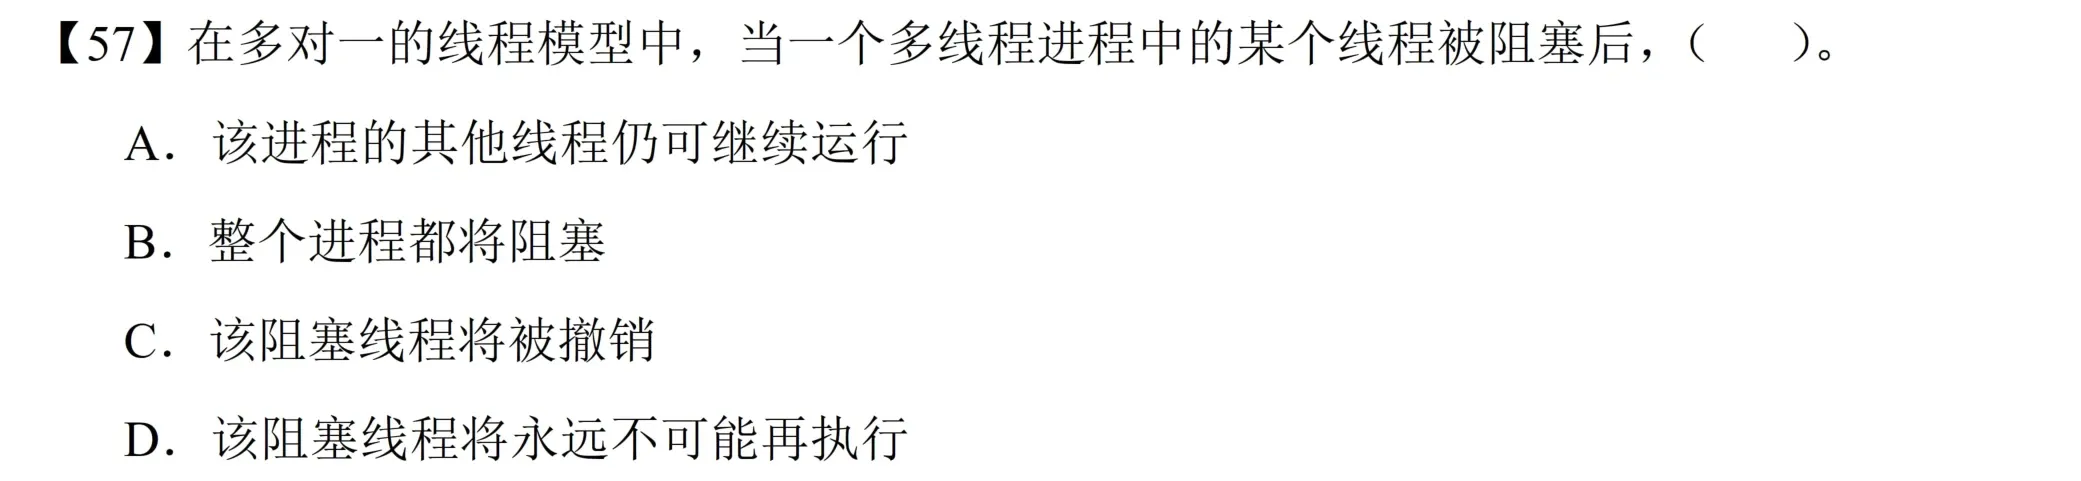 【57】在多对一的线程模型中，当一个多线程进程中的某个线程被阻塞后，（　　）。
A．该进程的其他线程仍可继续运行
B．整个进程都将阻塞
C．该阻塞线程将被撤销
D．该阻塞线程将永远不可能再执行